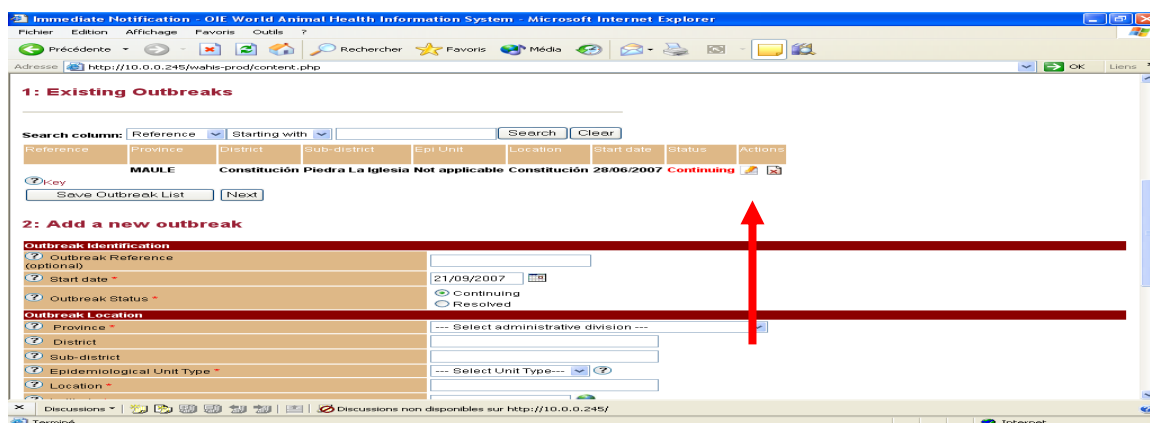 Immediate Notification - OIE World Animal Health Information System - Microsoft Internet Explorer
Fichier Edition Affichage Favoris Outils ?
Précédente Rechercher Favoris Média
Adresse http://10.0.0.245/wahis-prod/content.php OK Liens
1: Existing Outbreaks
Search column: Reference Starting with Search Clear
Reference Province District Sub-district Epi Unit Location Start date Status Actions
MAULE Constitución Piedra La Iglesia Not applicable Constitución 28/06/2007 Continuing
Key
Save Outbreak List Next
2: Add a new outbreak
Outbreak Identification
Outbreak Reference
(optional)
Start date * 21/09/2007
Outbreak Status * Continuing
Resolved
Outbreak Location
Province * --- Select administrative division ---
District
Sub-district
Epidemiological Unit Type * --- Select Unit Type---
Location *
Discussions Discussions non disponibles sur http://10.0.0.245/
Terminé Internet